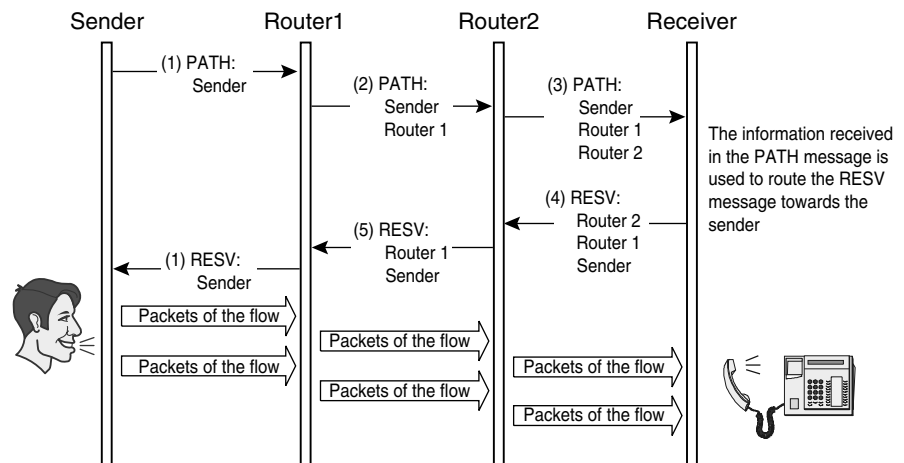 Sender Router1 Router2 Receiver
(1) PATH:
Sender
(2) PATH:
Sender
Router 1
(3) PATH:
Sender
Router 1
Router 2
The information received
in the PATH message is
used to route the RESV
message towards the
sender
(4) RESV:
Router 2
Router 1
Sender
(5) RESV:
Router 1
Sender
(1) RESV:
Sender
Packets of the flow
Packets of the flow
Packets of the flow
Packets of the flow
Packets of the flow
Packets of the flow